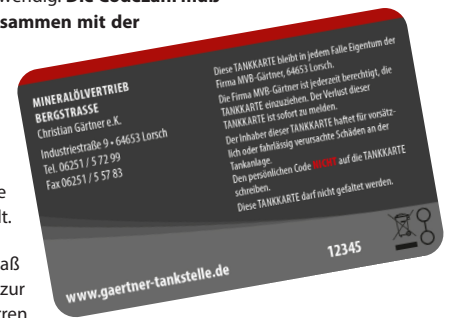 wendig. Die Codezahl muß
sammen mit der
MINERALÖLVERTRIEB
BERGSTRASSE
Christian Gärtner e.K.
Industriestraße 9 • 64653 Lorsch
Tel. 06251 / 5 72 99
Fax 06251 / 5 57 83
Diese TANKKARTE bleibt in jedem Falle Eigentum der
Firma MVB-Gärtner, 64653 Lorsch.
Die Firma MVB-Gärtner ist jederzeit berechtigt, die
TANKKARTE einzuziehen. Der Verlust dieser
TANKKARTE ist sofort zu melden.
Der Inhaber dieser TANKKARTE haftet für vorsätz-
lich oder fahrlässig verursachte Schäden an der
Tankanlage.
Den persönlichen Code NICHT auf die TANKKARTE
schreiben.
Diese TANKKARTE darf nicht gefaltet werden.
www.gaertner-tankstelle.de
12345
e
lt.
aß
zur